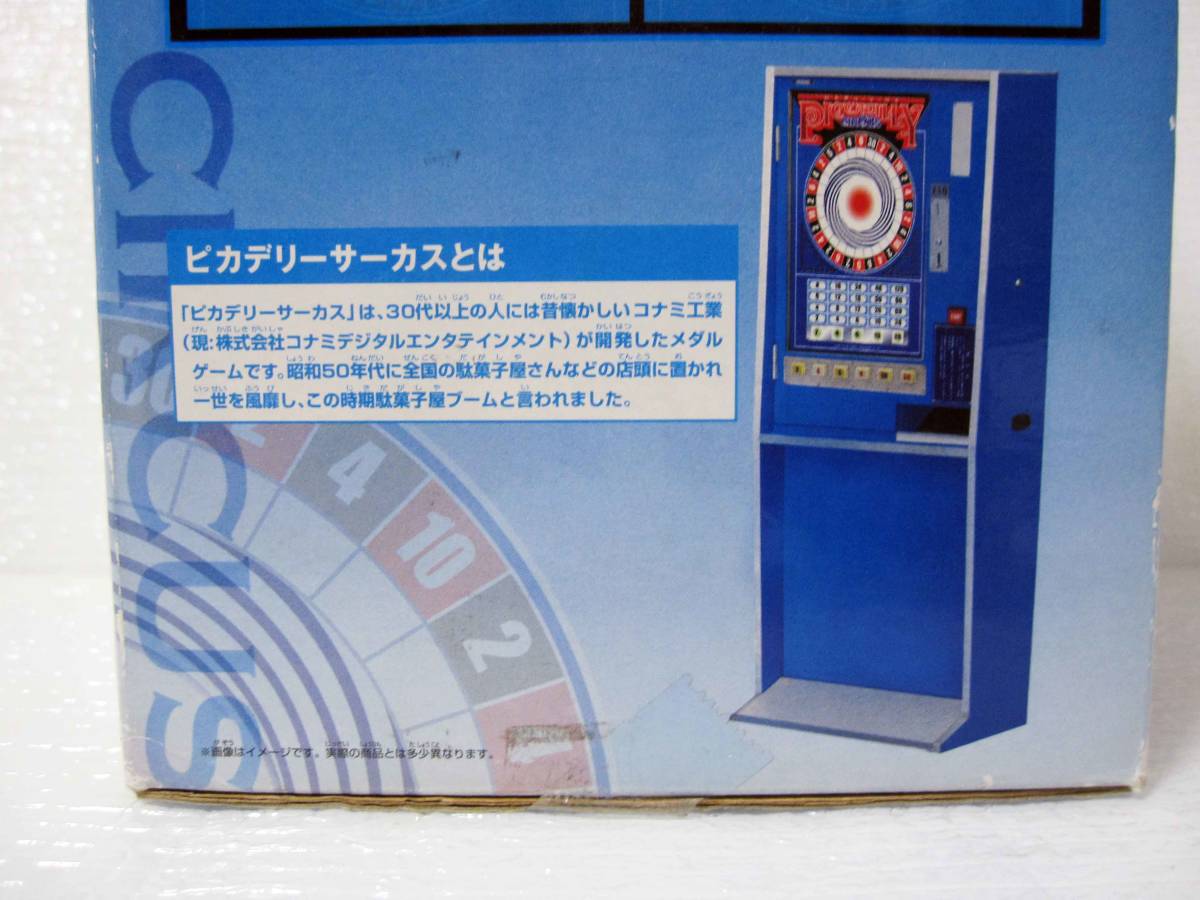 CIRCUS
PICCADILLY
CIRCUS
ピカデリーサーカスとは
「ピカデリーサーカス」は、30代以上の人には昔懐かしいコナミ工業
(現:株式会社コナミデジタルエンタテインメント)が開発したメダル
ゲームです。昭和50年代に全国の駄菓子屋さんなどの店頭に置かれ
一世を風靡し、この時期駄菓子屋ブームと言われました。
30
2
4
10
2
1
※画像はイメージです。実際の商品とは多少異なります。